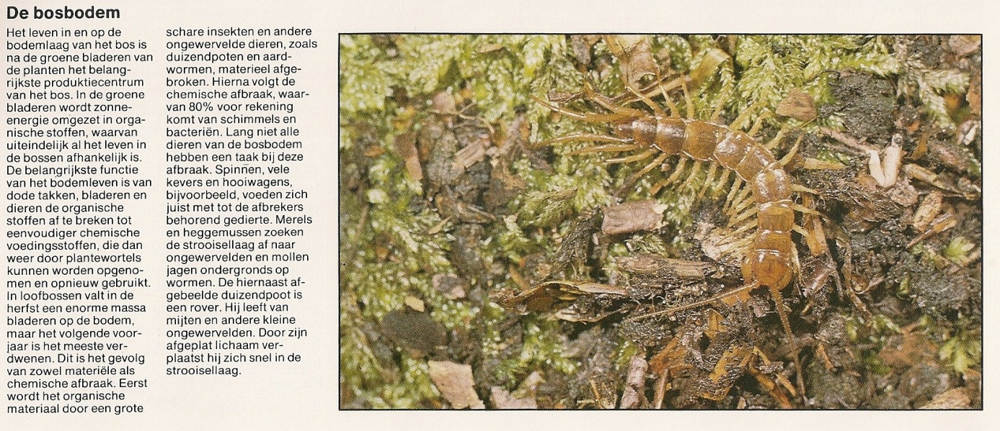 De bosbodem
Het leven in en op de
bodemlaag van het bos is
na de groene bladeren van
de planten het belang-
rijkste produktiecentrum
van het bos. In de groene
bladeren wordt zonne-
energie omgezet in orga-
nische stoffen, waarvan
uiteindelijk al het leven in
de bossen afhankelijk is.
De belangrijkste functie
van het bodemleven is van
dode takken, bladeren en
dieren de organische
stoffen af te breken tot
eenvoudiger chemische
voedingsstoffen, die dan
weer door plantewortels
kunnen worden opgeno-
men en opnieuw gebruikt.
In loofbossen valt in de
herfst een enorme massa
bladeren op de bodem,
maar het volgende voor-
jaar is het meeste ver-
dwenen. Dit is het gevolg
van zowel materiële als
chemische afbraak. Eerst
wordt het organische
materiaal door een grote
schare insekten en andere
ongewervelde dieren, zoals
duizendpoten en aard-
wormen, materieel afge-
broken. Hierna volgt de
chemische afbraak, waar-
van 80% voor rekening
komt van schimmels en
bacteriën. Lang niet alle
dieren van de bosbodem
hebben een taak bij deze
afbraak. Spinnen, vele
kevers en hooiwagens,
bijvoorbeeld, voeden zich
juist met tot de afbrekers
behorend gedierte. Merels
en heggemussen zoeken
de strooisellaag af naar
ongewervelden en mollen
jagen ondergronds op
wormen. De hiernaast af-
gebeelde duizendpoot is
een rover. Hij leeft van
mijten en andere kleine
ongewervelden. Door zijn
afgeplat lichaam ver-
plaatst hij zich snel in de
strooisellaag.